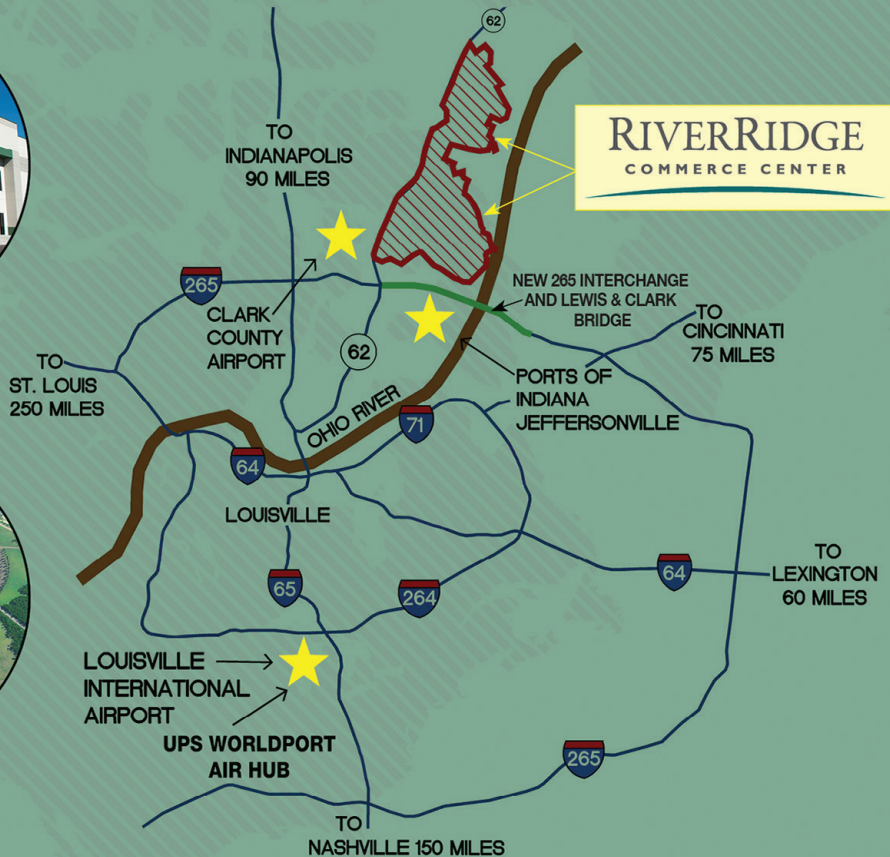 62
RIVERRIDGE
COMMERCE CENTER
TO
INDIANAPOLIS
90 MILES
265
NEW 265 INTERCHANGE
AND LEWIS & CLARK
BRIDGE
CLARK
COUNTY
AIRPORT
TO
CINCINNATI
75 MILES
62
TO
ST. LOUIS
250 MILES
PORTS OF
INDIANA
JEFFERSONVILLE
OHIO RIVER
71
64
LOUISVILLE
65
264
64
TO
LEXINGTON
60 MILES
LOUISVILLE
INTERNATIONAL
AIRPORT
UPS WORLDPORT
AIR HUB
265
TO
NASHVILLE 150 MILES